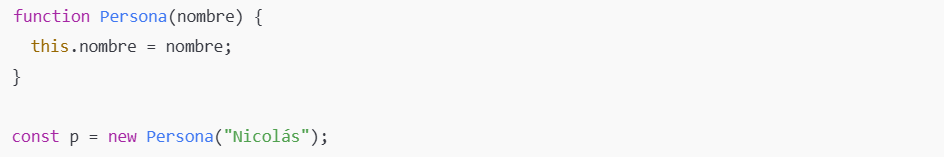 function Persona(nombre) {
  this.nombre = nombre;
}

const p = new Persona("Nicolás");